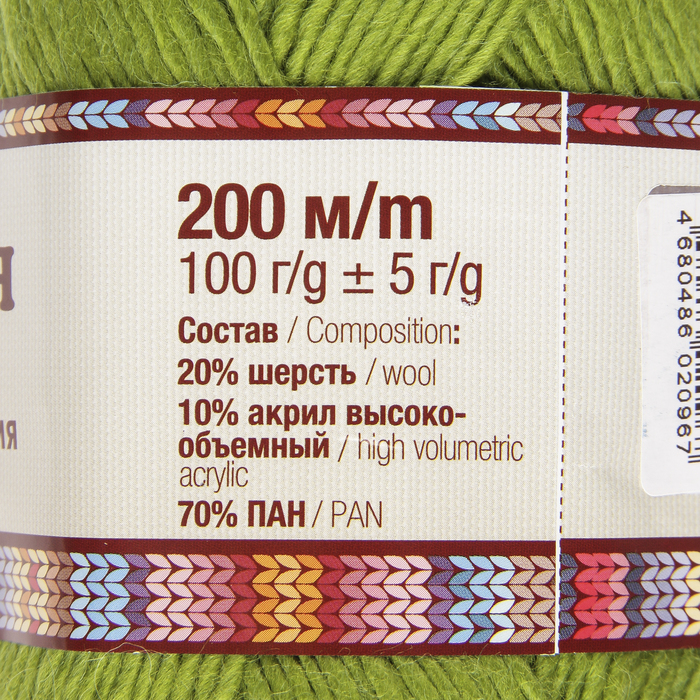 200 м/m
100 г/g ± 5 г/g
Состав / Composition:
20% шерсть / wool
10% акрил высоко-
объемный / high volumetric
acrylic
70% ПАН / PAN
4 680486 020967